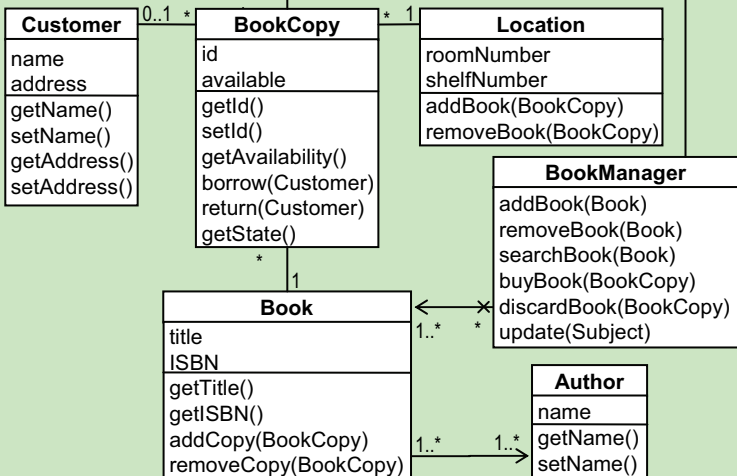 Customer
name
address
getName()
setName()
getAddress()
setAddress()
0..1
*
BookCopy
id
available
getId()
setId()
getAvailability()
borrow(Customer)
return(Customer)
getState()
*
1
Location
roomNumber
shelfNumber
addBook(BookCopy)
removeBook(BookCopy)
BookManager
addBook(Book)
removeBook(Book)
searchBook(Book)
buyBook(BookCopy)
discardBook(BookCopy)
update(Subject)
*
1
Book
title
ISBN
getTitle()
getISBN()
addCopy(BookCopy)
removeCopy(BookCopy)
1..*
*
1..*
1..*
Author
name
getName()
setName()